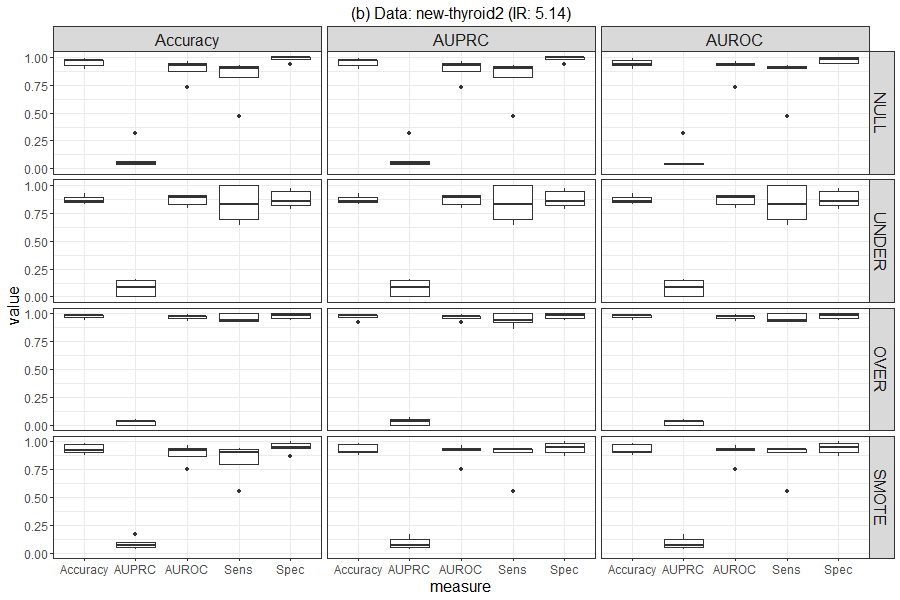 (b) Data: new-thyroid2 (IR: 5.14)
Accuracy AUPRC AUROC
1.00
0.75
0.50
0.25
0.00
NULL
1.00
0.75
0.50
0.25
0.00
UNDER
value
1.00
0.75
0.50
0.25
0.00
OVER
1.00
0.75
0.50
0.25
0.00
SMOTE
Accuracy AUPRC AUROC Sens Spec Accuracy AUPRC AUROC Sens Spec Accuracy AUPRC AUROC Sens Spec
measure